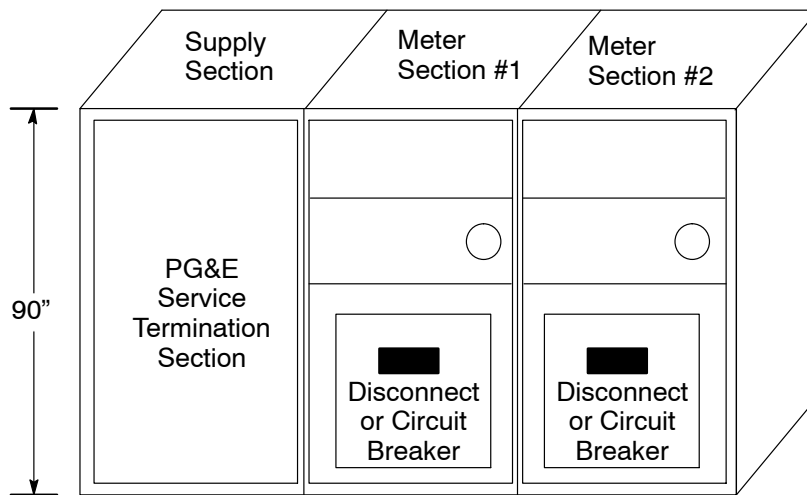 Supply
Section
Meter
Section #1
Meter
Section #2
90”
PG&E
Service
Termination
Section
Disconnect
or Circuit
Breaker
Disconnect
or Circuit
Breaker